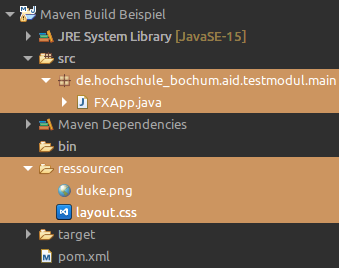 Maven Build Beispiel
JRE System Library [JavaSE-15]
src
de.hochschule_bochum.aid.testmodul.main
FXApp.java
Maven Dependencies
bin
ressourcen
duke.png
layout.css
target
pom.xml